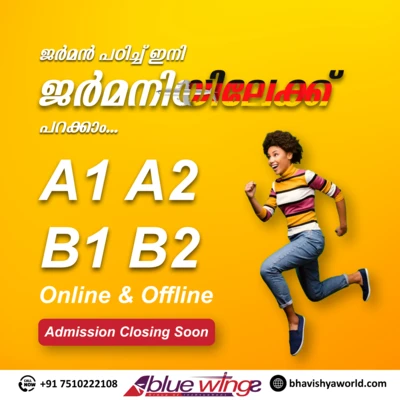 ജർമൻ പഠിച്ച് ഇനി
ജർമനിയിലേക്ക്
പറക്കാം...
A1 A2
B1 B2
Online & Offline
Admission Closing Soon
+91 7510222108
blue wings
bhavishyaworld.com